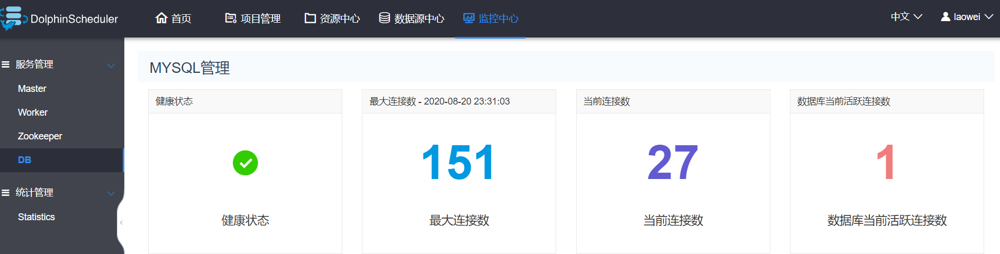 DolphinScheduler 首页 项目管理 资源中心 数据源中心 监控中心 中文 laowei
服务管理
Master
Worker
Zookeeper
DB
统计管理
Statistics
MYSQL管理
健康状态
健康状态
最大连接数 - 2020-08-20 23:31:03
151
最大连接数
当前连接数
27
当前连接数
数据库当前活跃连接数
1
数据库当前活跃连接数